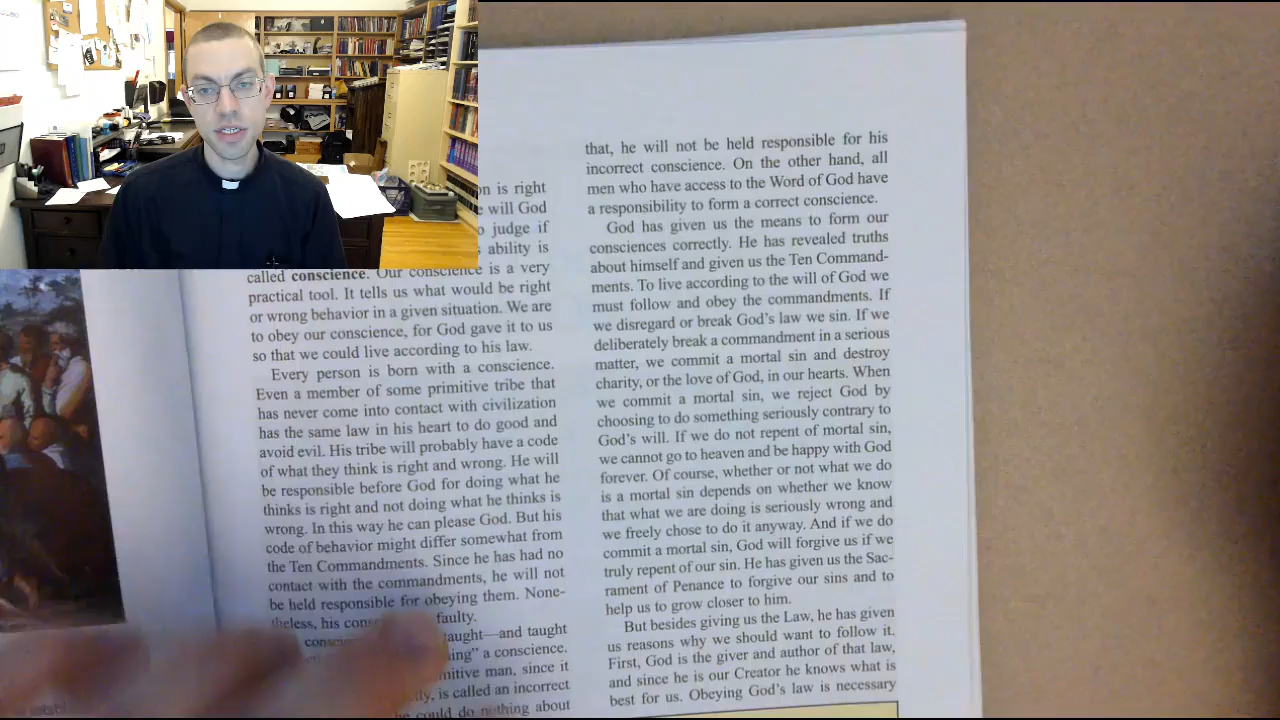 n is right
will God
judge if
ability is
called conscience. Our conscience is a very
practical tool. It tells us what would be right
or wrong behavior in a given situation. We are
to obey our conscience, for God gave it to us
so that we could live according to his law.
Every person is born with a conscience.
Even a member of some primitive tribe that
has never come into contact with civilization
has the same law in his heart to do good and
avoid evil. His tribe will probably have a code
of what they think is right and wrong. He will
be responsible before God for doing what he
thinks is right and not doing what he thinks is
wrong. In this way he can please God. But his
code of behavior might differ somewhat from
the Ten Commandments. Since he has had no
contact with the commandments, he will not
be held responsible for obeying them. None-
theless, his faulty.
taught—and taught
ing" a conscience.
mitive man, since it
is called an incorrect
could do nothing about
that, he will not be held responsible for his
incorrect conscience. On the other hand, all
men who have access to the Word of God have
a responsibility to form a correct conscience.
God has given us the means to form our
consciences correctly. He has revealed truths
about himself and given us the Ten Command-
ments. To live according to the will of God we
must follow and obey the commandments. If
we disregard or break God's law we sin. If we
deliberately break a commandment in a serious
matter, we commit a mortal sin and destroy
charity, or the love of God, in our hearts. When
we commit a mortal sin, we reject God by
choosing to do something seriously contrary to
God's will. If we do not repent of mortal sin,
we cannot go to heaven and be happy with God
forever. Of course, whether or not what we do
is a mortal sin depends on whether we know
that what we are doing is seriously wrong and
we freely chose to do it anyway. And if we do
commit a mortal sin, God will forgive us if we
truly repent of our sin. He has given us the Sac-
rament of Penance to forgive our sins and to
help us to grow closer to him.
But besides giving us the Law, he has given
us reasons why we should want to follow it.
First, God is the giver and author of that law,
and since he is our Creator he knows what is
best for us. Obeying God's law is necessary